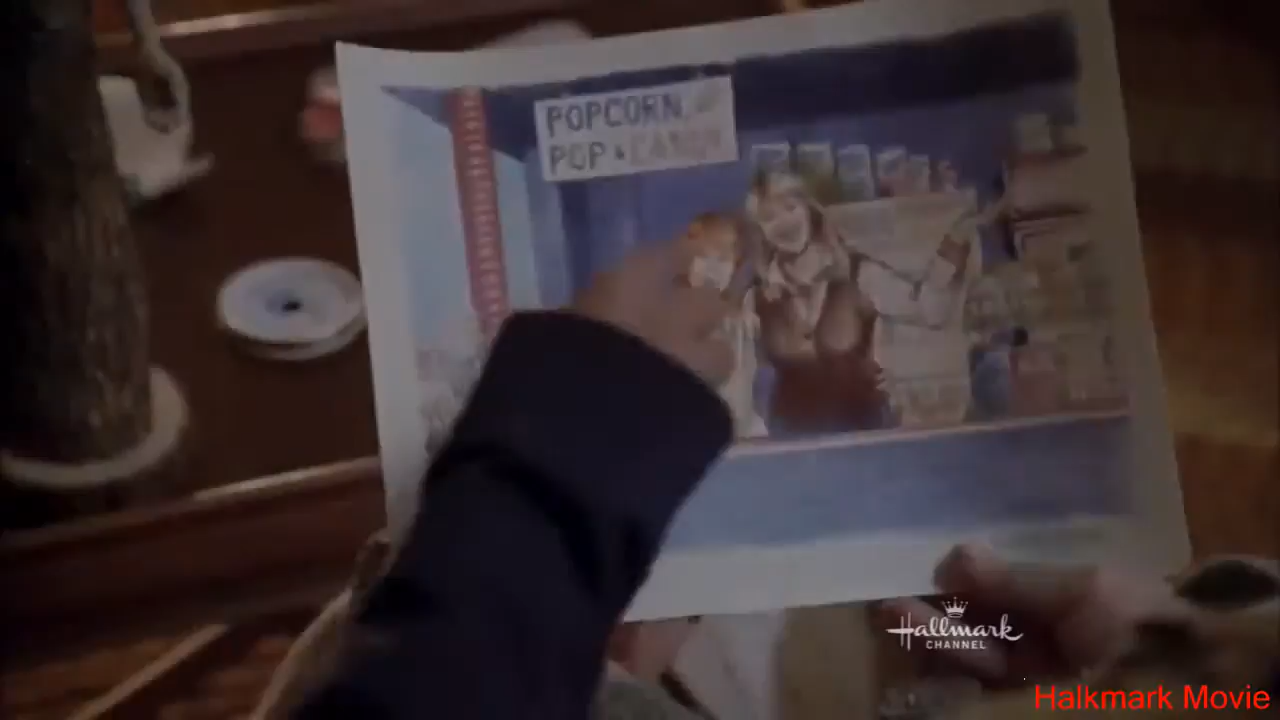 POPCORN,
POP & CANDY
Hallmark
CHANNEL
Halkmark Movie